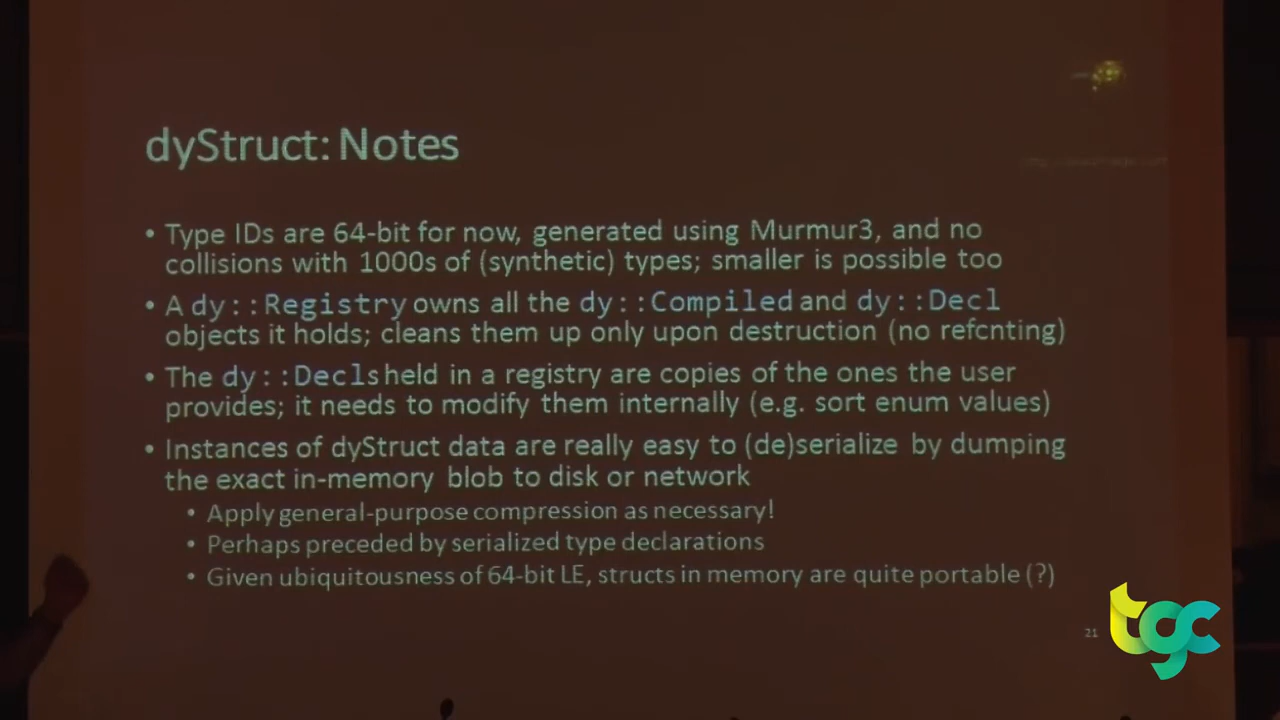 dyStruct: Notes
• Type IDs are 64-bit for now, generated using Murmur3, and no
collisions with 1000s of (synthetic) types; smaller is possible too
• A dy::Registry owns all the dy::Compiled and dy::Decl
objects it holds; cleans them up only upon destruction (no refcnting)
• The dy::Decls held in a registry are copies of the ones the user
provides; it needs to modify them internally (e.g. sort enum values)
• Instances of dyStruct data are really easy to (de)serialize by dumping
the exact in-memory blob to disk or network
• Apply general-purpose compression as necessary!
• Perhaps preceded by serialized type declarations
• Given ubiquitousness of 64-bit LE, structs in memory are quite portable (?)
21
tgc